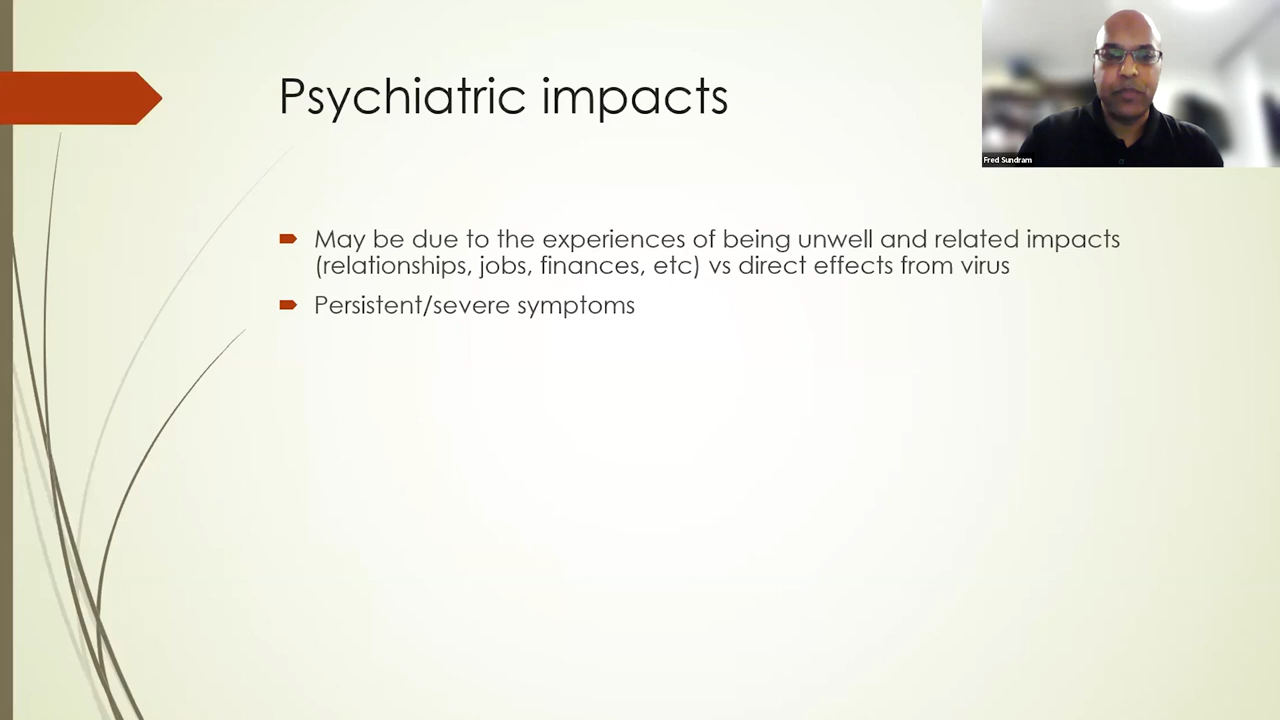 Psychiatric impacts
Fred Sundram
May be due to the experiences of being unwell and related impacts
(relationships, jobs, finances, etc) vs direct effects from virus
Persistent/severe symptoms